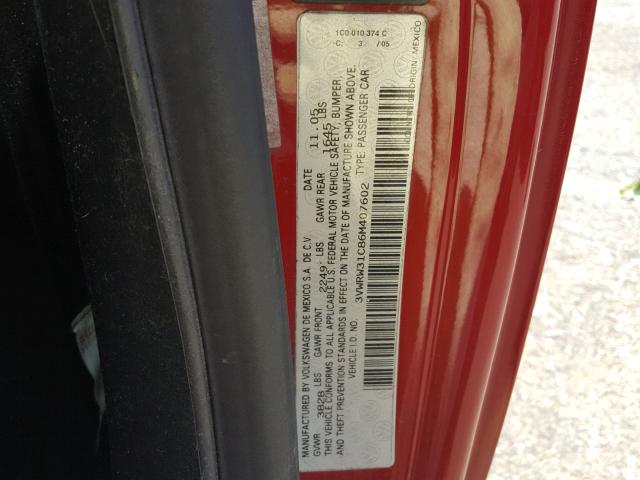 1C0 010 374 C
C. 3 /05
MANUFACTURED BY VOLKSWAGEN DE MEXICO S.A. DE C.V. DATE 11.05
GVWR 3828 LBS GAWR FRONT 2249 LBS GAWR REAR 1645 LBS
THIS VEHICLE CONFORMS TO ALL APPLICABLE U.S. FEDERAL MOTOR VEHICLE SAFETY, BUMPER,
AND THEFT PREVENTION STANDARDS IN EFFECT ON THE DATE OF MANUFACTURE SHOWN ABOVE.
VEHICLE I.D. NO. 3VWRW31C86M407602 TYPE: PASSENGER CAR
ORIGIN / MEXICO